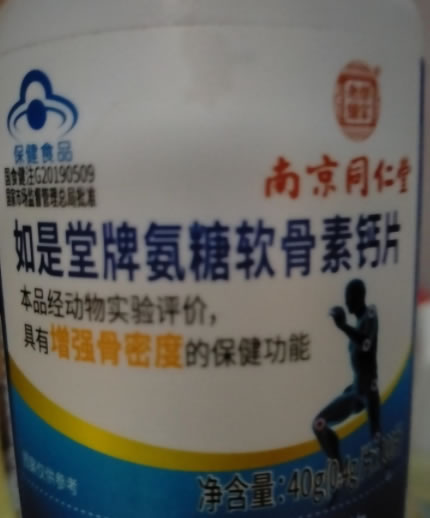 保健食品
国食健注G20190509
国家市场监督管理总局批准
南京同仁堂
如是堂牌氨糖软骨素钙片
本品经动物实验评价，
具有增强骨密度的保健功能
净含量:40g(0.4g/片